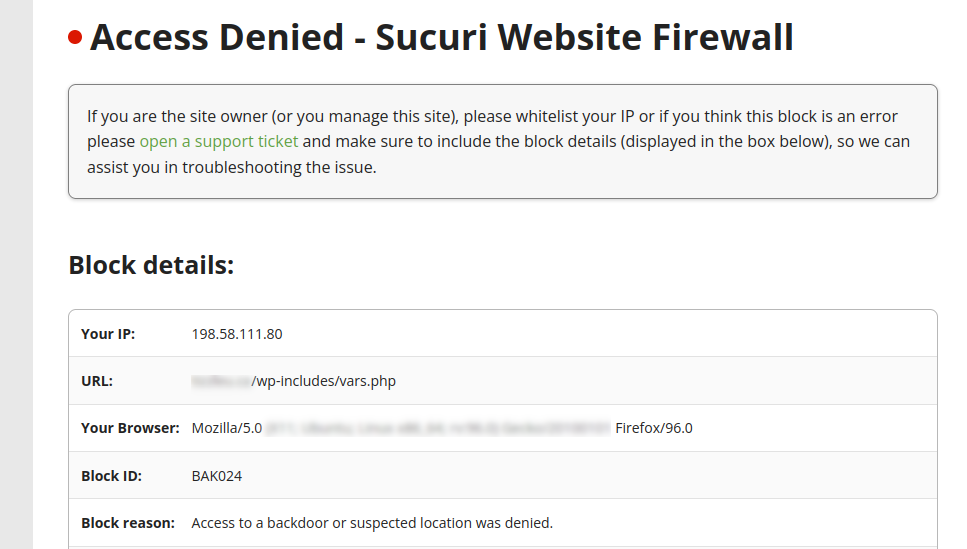 Access Denied - Sucuri Website Firewall
If you are the site owner (or you manage this site), please whitelist your IP or if you think this block is an error
please open a support ticket and make sure to include the block details (displayed in the box below), so we can
assist you in troubleshooting the issue.
Block details:
Your IP: 198.58.111.80
URL: /wp-includes/vars.php
Your Browser: Mozilla/5.0 Firefox/96.0
Block ID: BAK024
Block reason: Access to a backdoor or suspected location was denied.